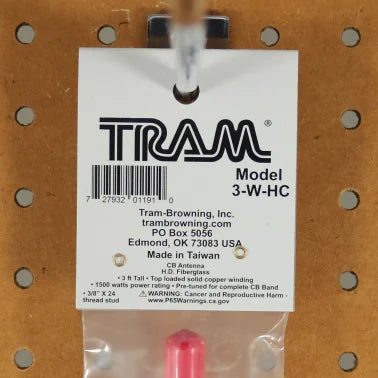 TRAM®
Model
3-W-HC
7 27932 01191 0
Tram-Browning, Inc.
trambrowning.com
PO Box 5056
Edmond, OK 73083 USA
Made in Taiwan
CB Antenna
H.D. Fiberglass
• 3 ft Tall • Top loaded solid copper winding
• 1500 watts power rating • Pre-tuned for complete CB Band
• 3/8" X 24
thread stud
⚠ WARNING: Cancer and Reproductive Harm -
www.P65Warnings.ca.gov